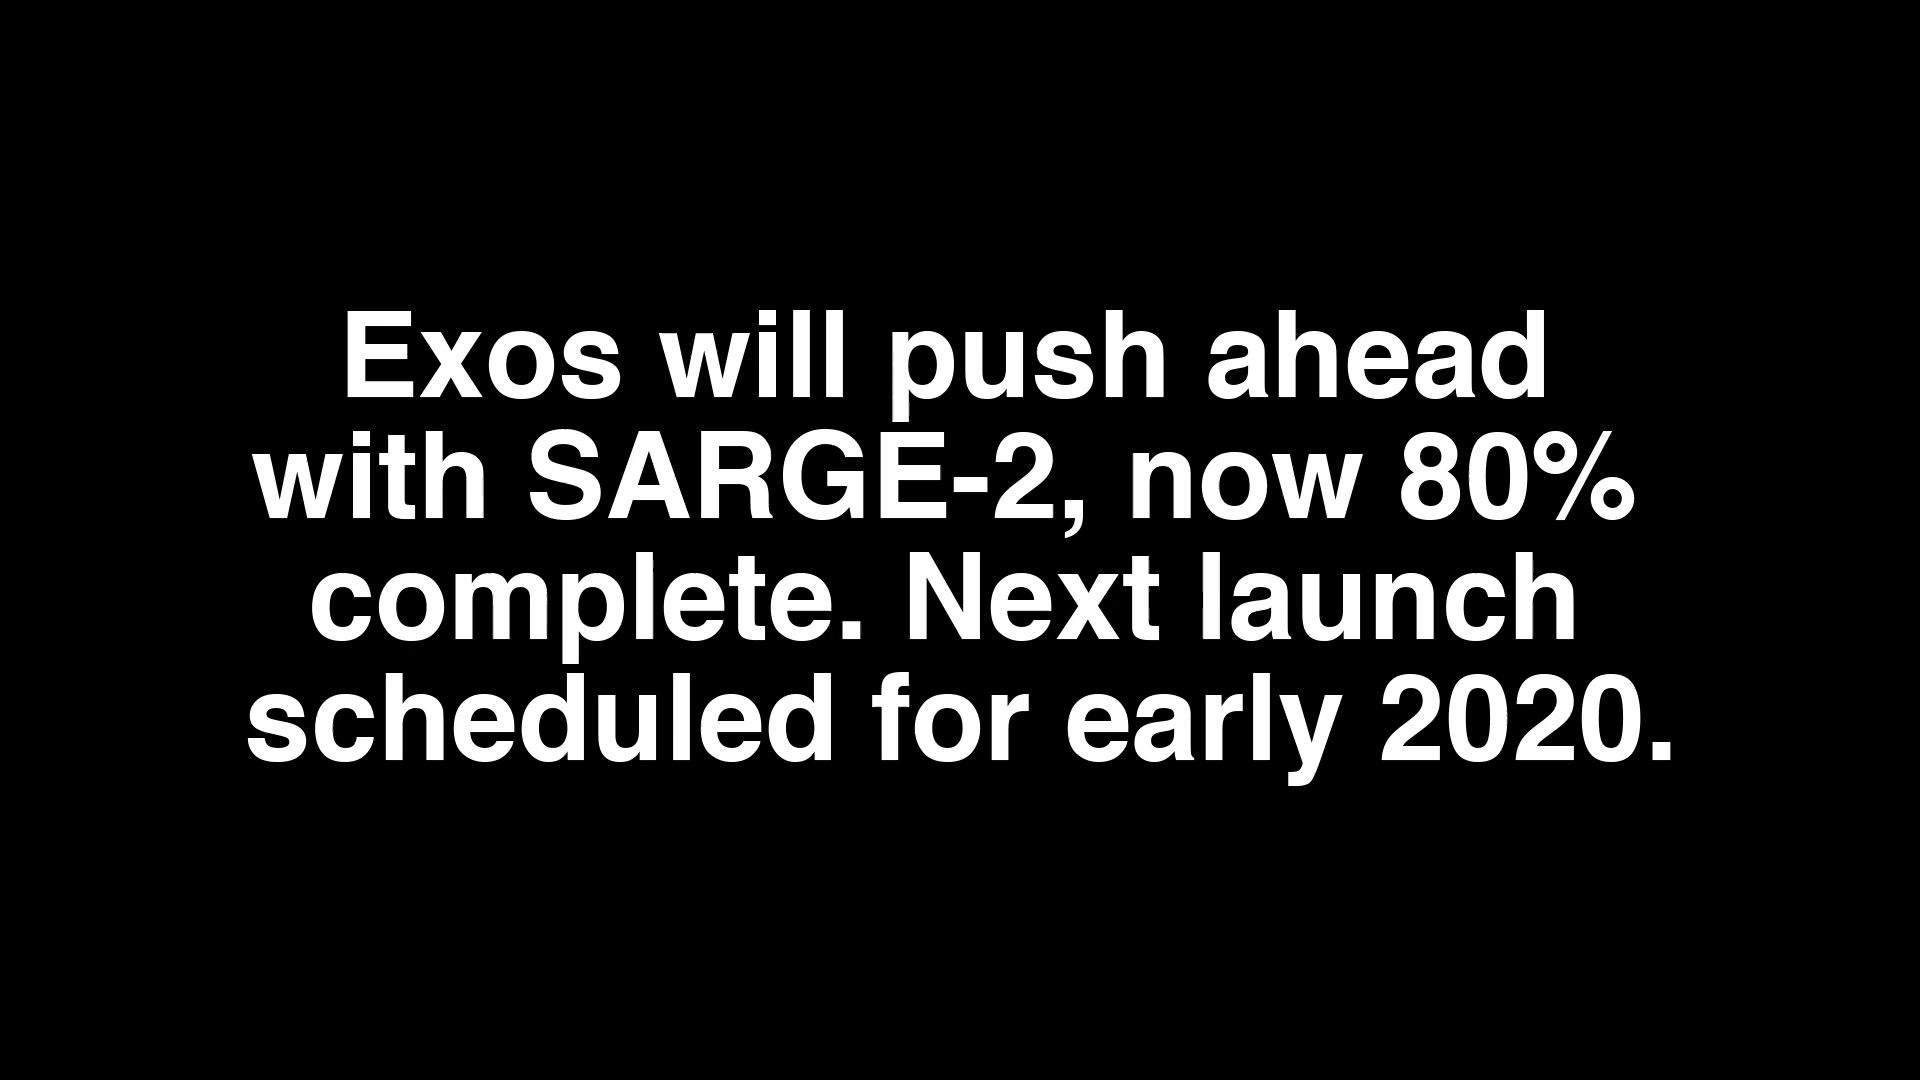 Exos will push ahead
with SARGE-2, now 80%
complete. Next launch
scheduled for early 2020.